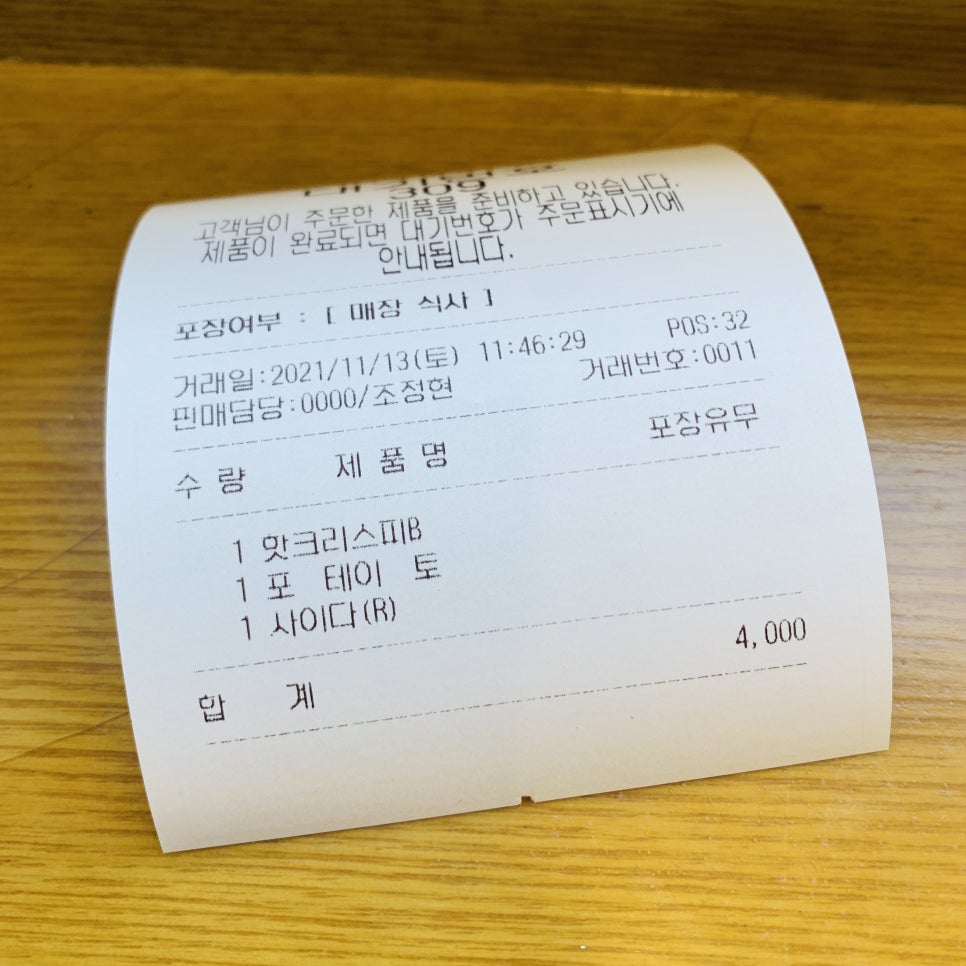 대기번호
309
고객님이 주문한 제품을 준비하고 있습니다.
제품이 완료되면 대기번호가 주문표시기에
안내됩니다.
포장여부 : [ 매장 식사 ]
거래일:2021/11/13(토) 11:46:29 POS:32
판매담당:0000/조정현 거래번호:0011
수 량 제 품 명 포장유무
1 핫크리스피B
1 포 테이 토
1 사이다(R)
합 계 4,000